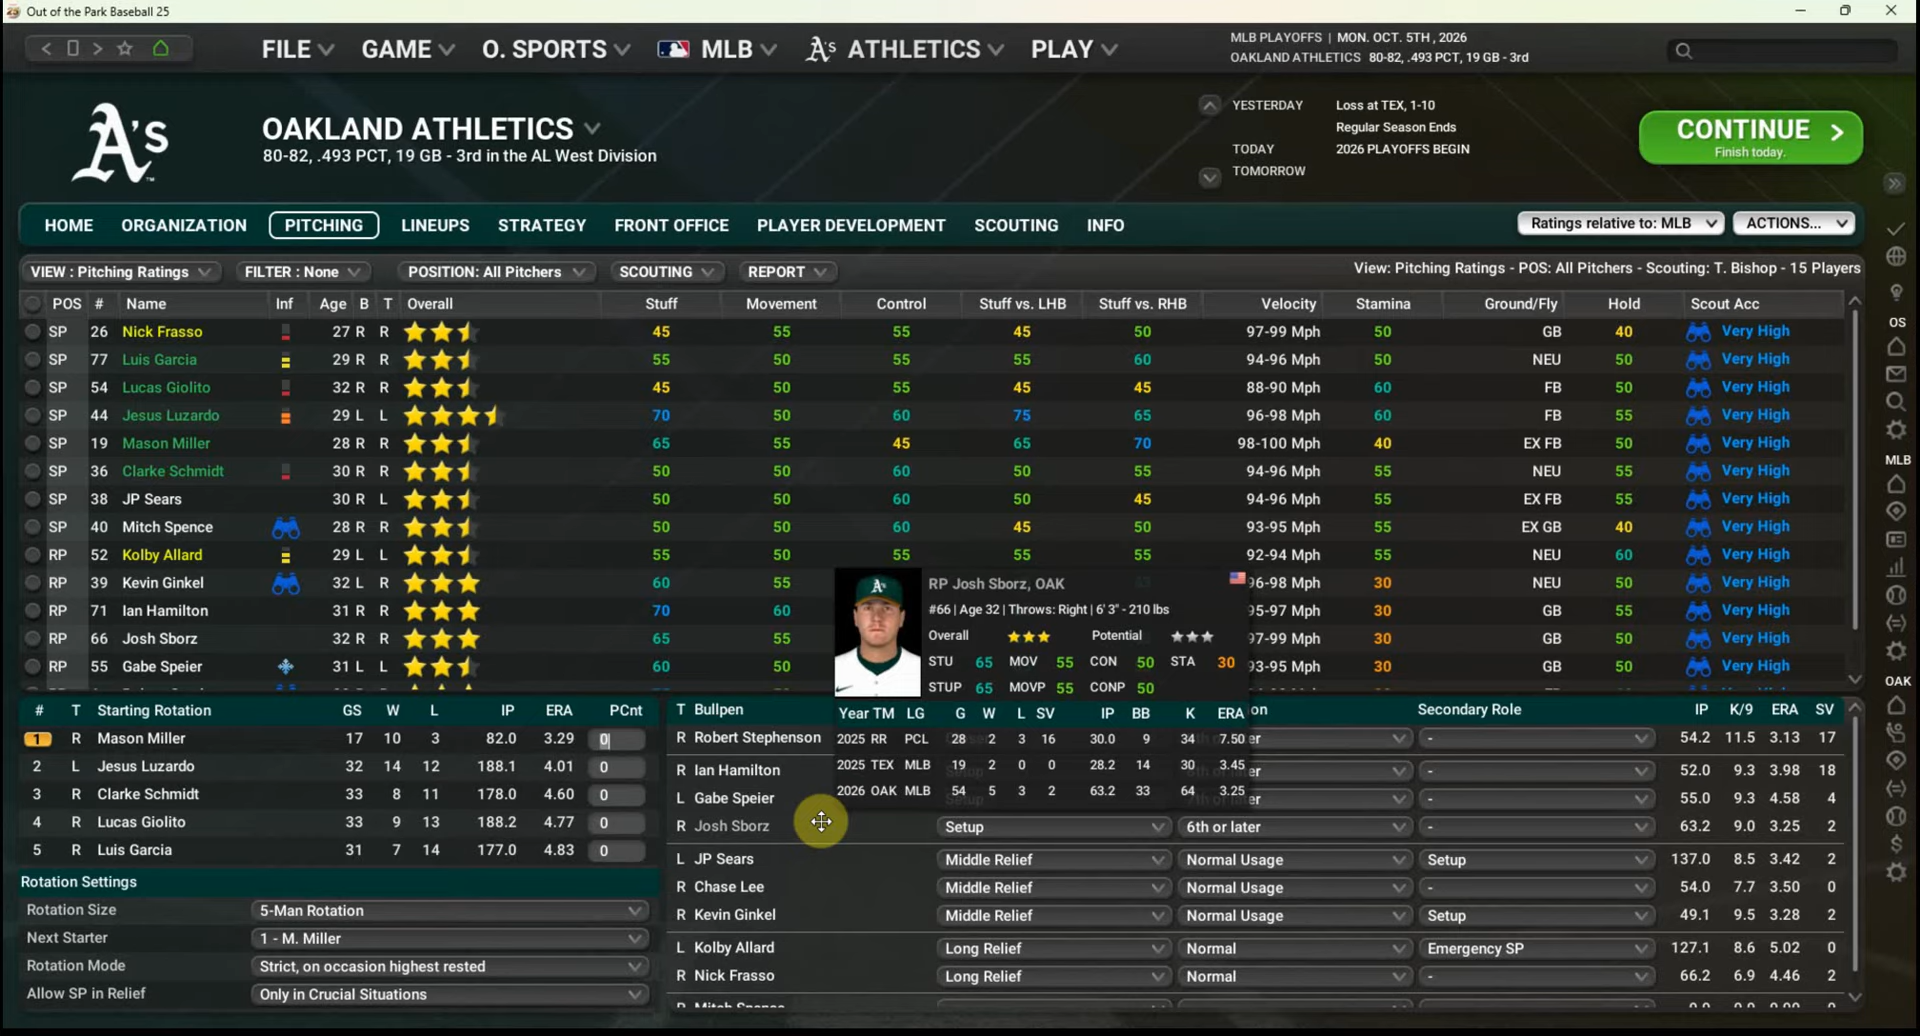 Out of the Park Baseball 25
FILE GAME O. SPORTS MLB ATHLETICS PLAY
MLB PLAYOFFS | MON. OCT. 5TH, 2026
OAKLAND ATHLETICS 80-82, .493 PCT, 19 GB - 3rd
OAKLAND ATHLETICS
80-82, .493 PCT, 19 GB - 3rd in the AL West Division
YESTERDAY Loss at TEX, 1-10
Regular Season Ends
TODAY 2026 PLAYOFFS BEGIN
TOMORROW
CONTINUE
Finish today.
HOME ORGANIZATION PITCHING LINEUPS STRATEGY FRONT OFFICE PLAYER DEVELOPMENT SCOUTING INFO Ratings relative to: MLB ACTIONS...
VIEW : Pitching Ratings FILTER : None POSITION: All Pitchers SCOUTING REPORT View: Pitching Ratings - POS: All Pitchers - Scouting: T. Bishop - 15 Players
POS # Name Inf Age B T Overall Stuff Movement Control Stuff vs. LHB Stuff vs. RHB Velocity Stamina Ground/Fly Hold Scout Acc
SP 26 Nick Frasso 27 R R 45 55 55 45 50 97-99 Mph 50 GB 40 Very High
SP 77 Luis Garcia 29 R R 55 50 55 55 60 94-96 Mph 50 NEU 50 Very High
SP 54 Lucas Giolito 32 R R 45 50 55 45 45 88-90 Mph 60 FB 50 Very High
SP 44 Jesus Luzardo 29 L L 70 50 60 75 65 96-98 Mph 60 FB 55 Very High
SP 19 Mason Miller 28 R R 65 55 45 65 70 98-100 Mph 40 EX FB 50 Very High
SP 36 Clarke Schmidt 30 R R 50 50 60 50 55 94-96 Mph 55 NEU 55 Very High
SP 38 JP Sears 30 R L 50 50 60 50 45 94-96 Mph 55 EX FB 55 Very High
SP 40 Mitch Spence 28 R R 50 50 60 45 50 93-95 Mph 55 EX GB 40 Very High
RP 52 Kolby Allard 29 L L 55 50 55 55 55 92-94 Mph 55 NEU 60 Very High
RP 39 Kevin Ginkel 32 L R 60 55 96-98 Mph 30 NEU 50 Very High
RP 71 Ian Hamilton 31 R R 70 60 95-97 Mph 30 GB 55 Very High
RP 66 Josh Sborz 32 R R 65 55 97-99 Mph 30 GB 50 Very High
RP 55 Gabe Speier 31 L L 60 50 93-95 Mph 30 GB 50 Very High
RP Josh Sborz, OAK
#66 | Age 32 | Throws: Right | 6' 3" - 210 lbs
Overall Potential
STU 65 MOV 55 CON 50 STA 30
STUP 65 MOVP 55 CONP 50
Year TM LG G W L SV IP BB K ERA
2025 RR PCL 28 2 3 16 30.0 9 34 7.50
2025 TEX MLB 19 2 0 0 28.2 14 30 3.45
2026 OAK MLB 54 5 3 2 63.2 33 64 3.25
# T Starting Rotation GS W L IP ERA PCnt
1 R Mason Miller 17 10 3 82.0 3.29 0
2 L Jesus Luzardo 32 14 12 188.1 4.01 0
3 R Clarke Schmidt 33 8 11 178.0 4.60 0
4 R Lucas Giolito 33 9 13 188.2 4.77 0
5 R Luis Garcia 31 7 14 177.0 4.83 0
Rotation Settings
Rotation Size 5-Man Rotation
Next Starter 1 - M. Miller
Rotation Mode Strict, on occasion highest rested
Allow SP in Relief Only in Crucial Situations
T Bullpen Secondary Role IP K/9 ERA SV
R Robert Stephenson - 54.2 11.5 3.13 17
R Ian Hamilton - 52.0 9.3 3.98 18
L Gabe Speier - 55.0 9.3 4.58 4
R Josh Sborz Setup 6th or later - 63.2 9.0 3.25 2
L JP Sears Middle Relief Normal Usage Setup 137.0 8.5 3.42 2
R Chase Lee Middle Relief Normal Usage - 54.0 7.7 3.50 0
R Kevin Ginkel Middle Relief Normal Usage Setup 49.1 9.5 3.28 2
L Kolby Allard Long Relief Normal Emergency SP 127.1 8.6 5.02 0
R Nick Frasso Long Relief Normal - 66.2 6.9 4.46 2
OS
MLB
OAK